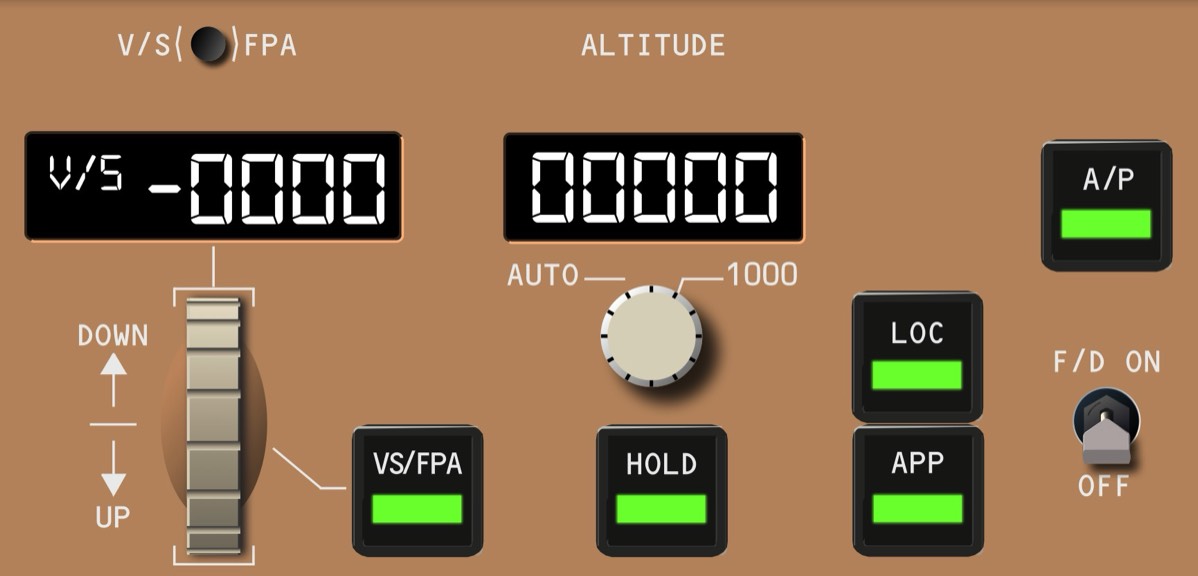 V/S FPA
ALTITUDE
V/S -0000
00000
A/P
AUTO
1000
DOWN
LOC
F/D ON
VS/FPA
HOLD
APP
OFF
UP